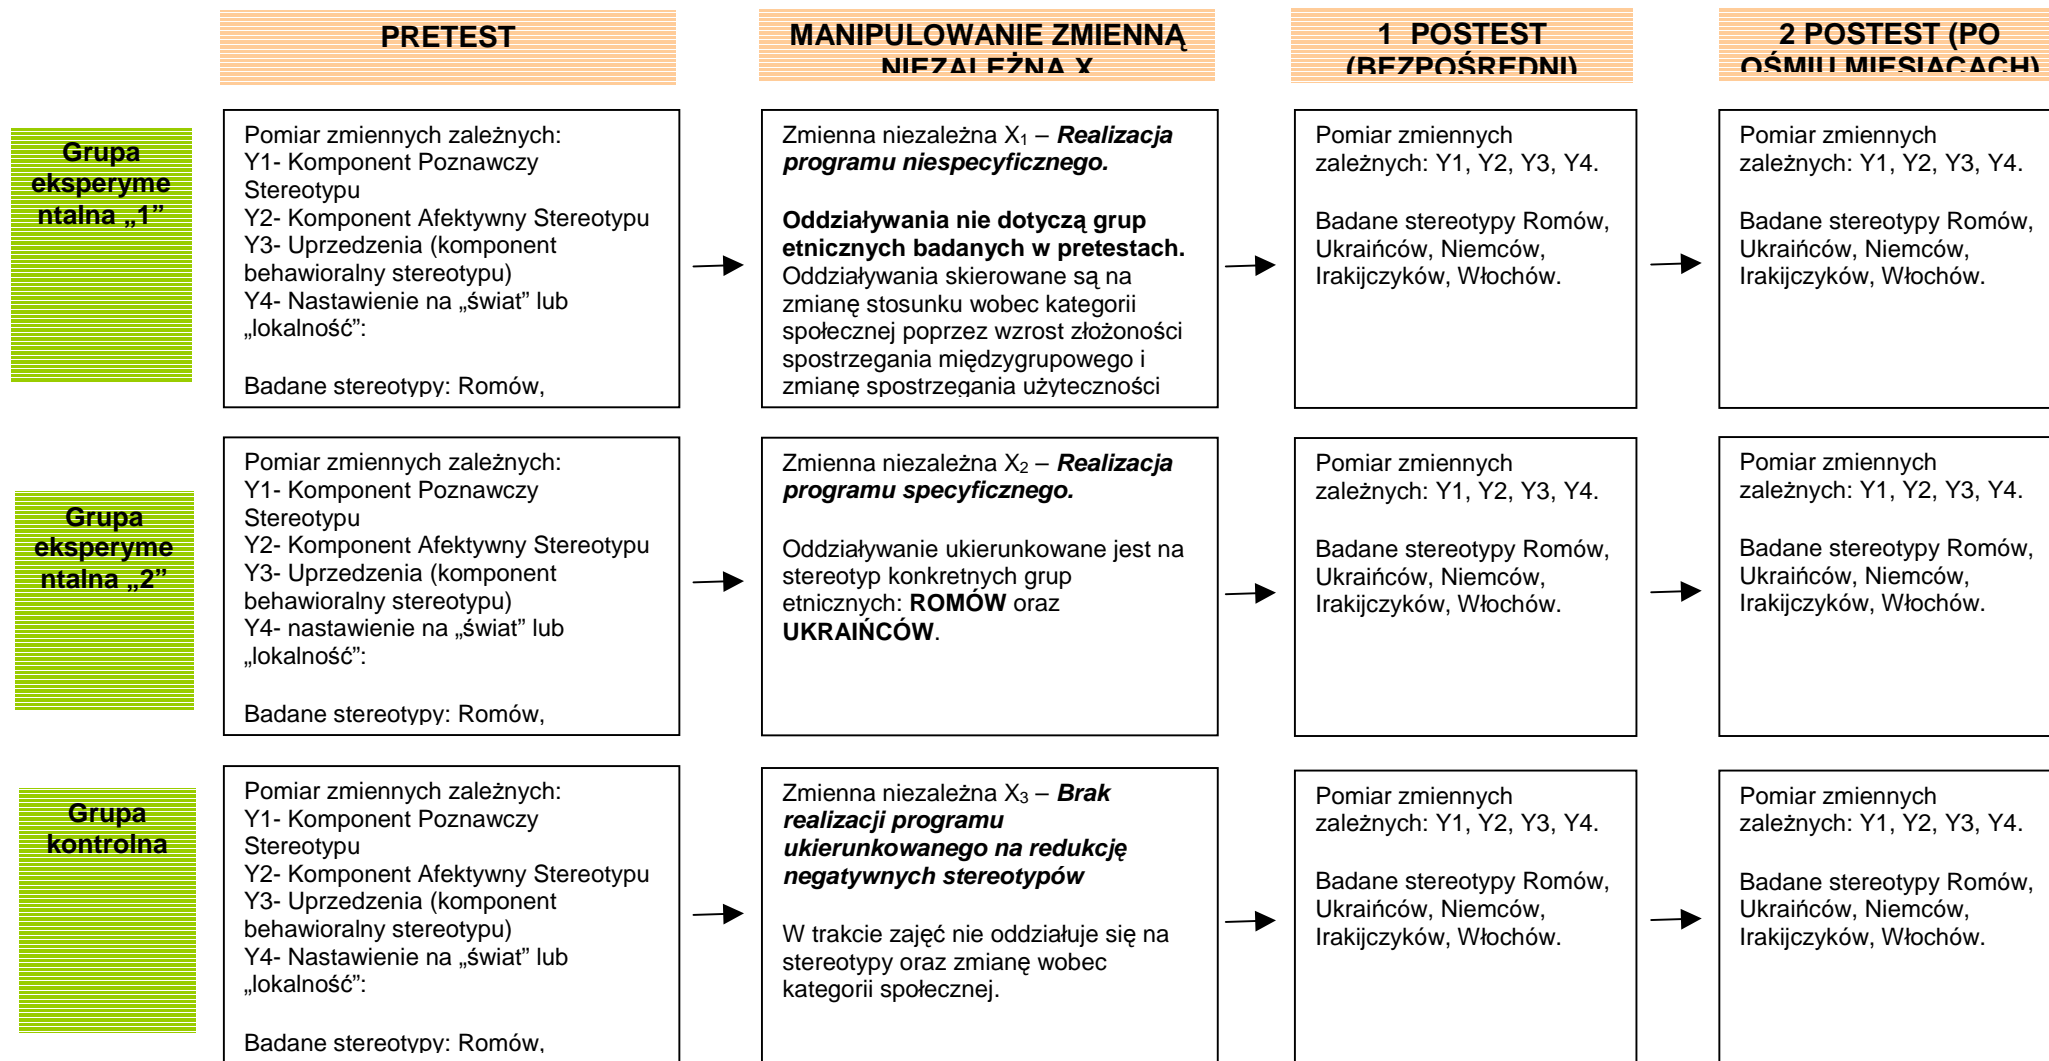 PRETEST
MANIPULOWANIE ZMIENNĄ
NIEZALEŻNA X
1 POSTEST
(BEZPOŚREDNI)
2 POSTEST (PO
OŚMIU MIESIĄCACH)
Grupa
eksperyme
ntalna „1”
Pomiar zmiennych zależnych:
Y1- Komponent Poznawczy
Stereotypu
Y2- Komponent Afektywny Stereotypu
Y3- Uprzedzenia (komponent
behawioralny stereotypu)
Y4- Nastawienie na „świat” lub
„lokalność”:
Badane stereotypy: Romów,
Zmienna niezależna X₁ – Realizacja
programu niespecyficznego.
Oddziaływania nie dotyczą grup
etnicznych badanych w pretestach.
Oddziaływania skierowane są na
zmianę stosunku wobec kategorii
społecznej poprzez wzrost złożoności
spostrzegania międzygrupowego i
zmianę spostrzegania użyteczności
Pomiar zmiennych
zależnych: Y1, Y2, Y3, Y4.
Badane stereotypy Romów,
Ukraińców, Niemców,
Irakijczyków, Włochów.
Pomiar zmiennych
zależnych: Y1, Y2, Y3, Y4.
Badane stereotypy Romów,
Ukraińców, Niemców,
Irakijczyków, Włochów.
Grupa
eksperyme
ntalna „2”
Pomiar zmiennych zależnych:
Y1- Komponent Poznawczy
Stereotypu
Y2- Komponent Afektywny Stereotypu
Y3- Uprzedzenia (komponent
behawioralny stereotypu)
Y4- nastawienie na „świat” lub
„lokalność”:
Badane stereotypy: Romów,
Zmienna niezależna X₂ – Realizacja
programu specyficznego.
Oddziaływanie ukierunkowane jest na
stereotyp konkretnych grup
etnicznych: ROMÓW oraz
UKRAIŃCÓW.
Pomiar zmiennych
zależnych: Y1, Y2, Y3, Y4.
Badane stereotypy Romów,
Ukraińców, Niemców,
Irakijczyków, Włochów.
Pomiar zmiennych
zależnych: Y1, Y2, Y3, Y4.
Badane stereotypy Romów,
Ukraińców, Niemców,
Irakijczyków, Włochów.
Grupa
kontrolna
Pomiar zmiennych zależnych:
Y1- Komponent Poznawczy
Stereotypu
Y2- Komponent Afektywny Stereotypu
Y3- Uprzedzenia (komponent
behawioralny stereotypu)
Y4- Nastawienie na „świat” lub
„lokalność”:
Badane stereotypy: Romów,
Zmienna niezależna X₃ – Brak
realizacji programu
ukierunkowanego na redukcję
negatywnych stereotypów
W trakcie zajęć nie oddziałuje się na
stereotypy oraz zmianę wobec
kategorii społecznej.
Pomiar zmiennych
zależnych: Y1, Y2, Y3, Y4.
Badane stereotypy Romów,
Ukraińców, Niemców,
Irakijczyków, Włochów.
Pomiar zmiennych
zależnych: Y1, Y2, Y3, Y4.
Badane stereotypy Romów,
Ukraińców, Niemców,
Irakijczyków, Włochów.